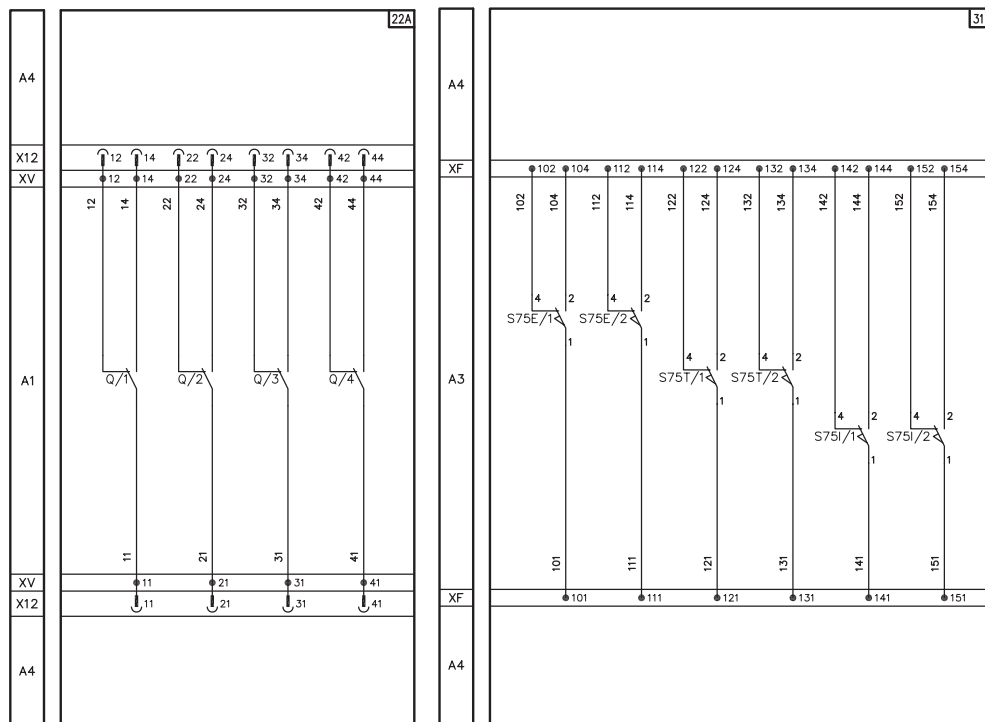 22A
A4
X12
12 14 22 24 32 34 42 44
XV
12 14 22 24 32 34 42 44
12 14 22 24 32 34 42 44
A1
Q/1 Q/2 Q/3 Q/4
11 21 31 41
XV
11 21 31 41
X12
11 21 31 41
A4
31
A4
XF
102 104 112 114 122 124 132 134 142 144 152 154
102 104 112 114 122 124 132 134 142 144 152 154
4 2 4 2
S75E/1 S75E/2
1 1
4 2 4 2
A3
S75T/1 S75T/2
1 1
4 2 4 2
S75I/1 S75I/2
1 1
101 111 121 131 141 151
XF
101 111 121 131 141 151
A4